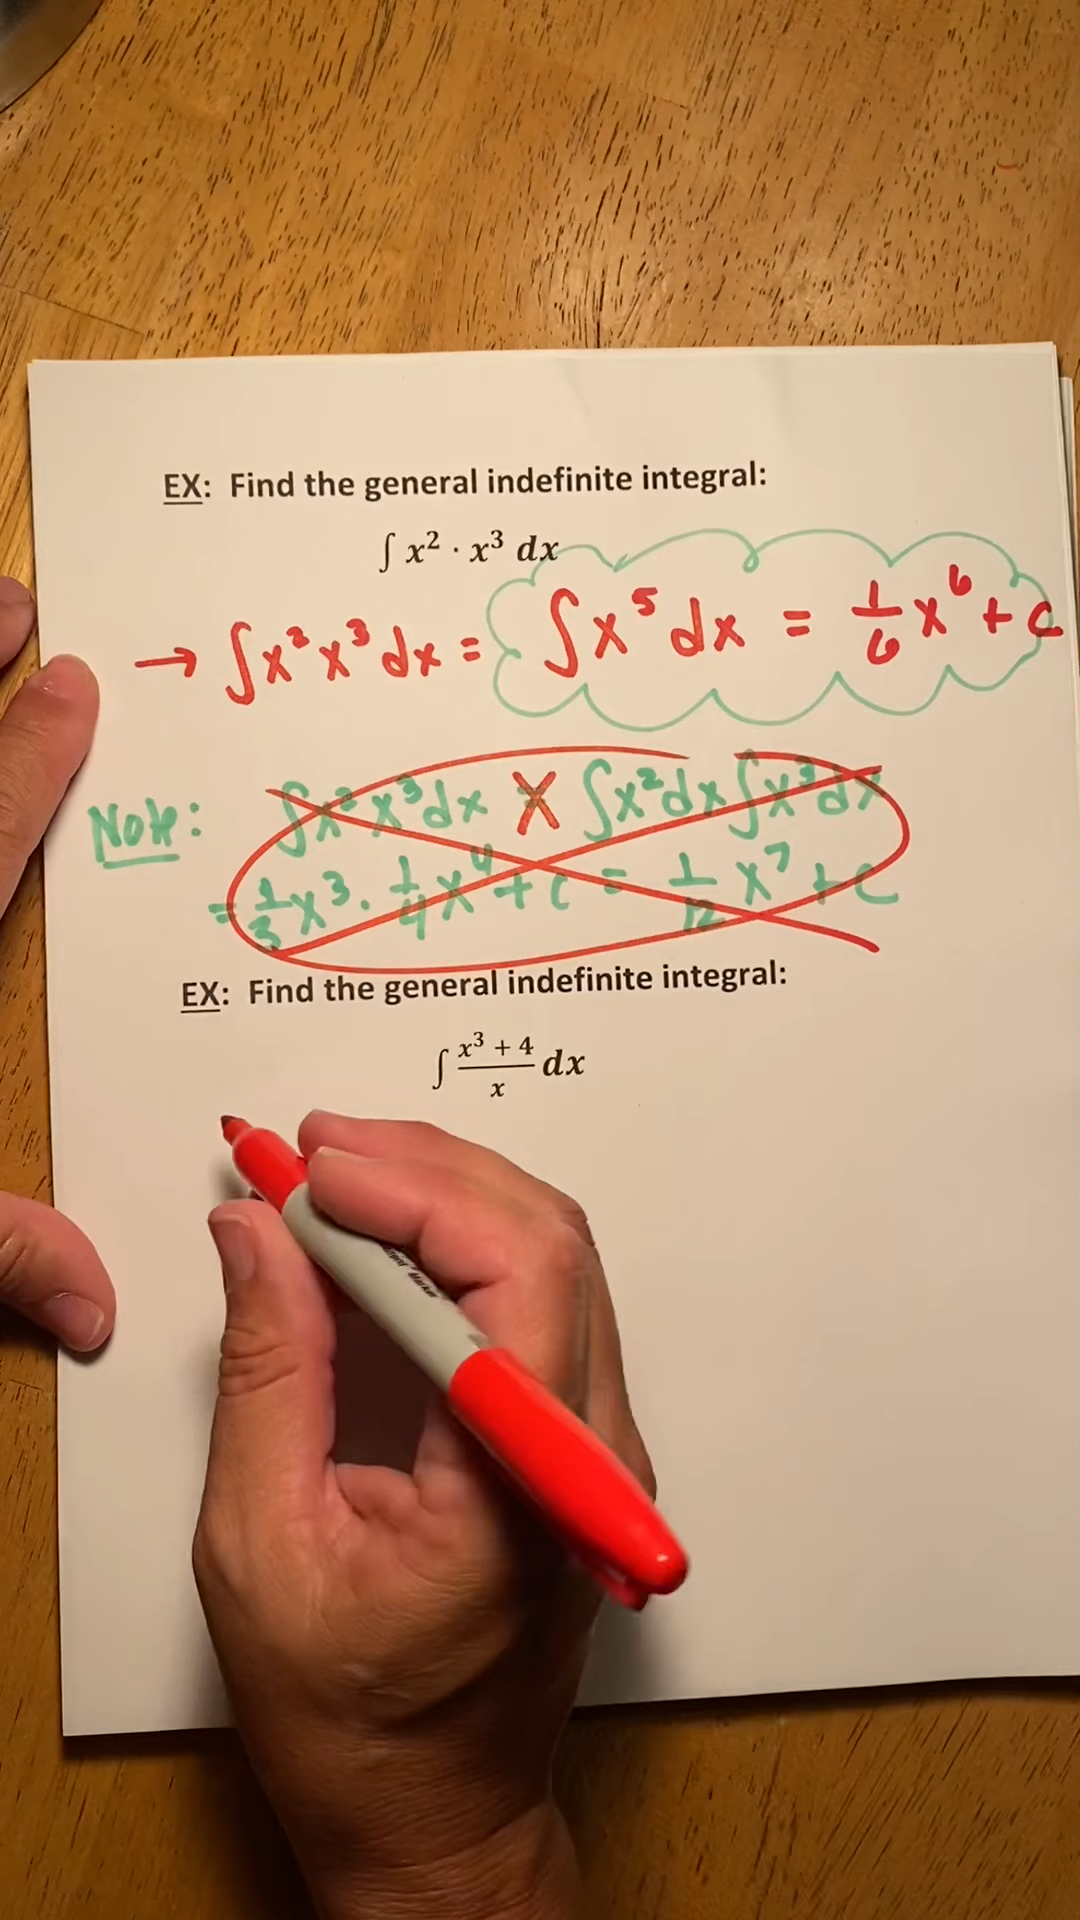 EX: Find the general indefinite integral:
∫ x² · x³ dx
→ ∫x²x³dx = ∫x⁵dx = 1/6 x⁶ + c
Note: ∫x²x³dx X ∫x²dx ∫x³dx
= 1/3 x³ · 1/4 x⁴ + c = 1/12 x⁷ + c
EX: Find the general indefinite integral:
∫ (x³ + 4)/x dx